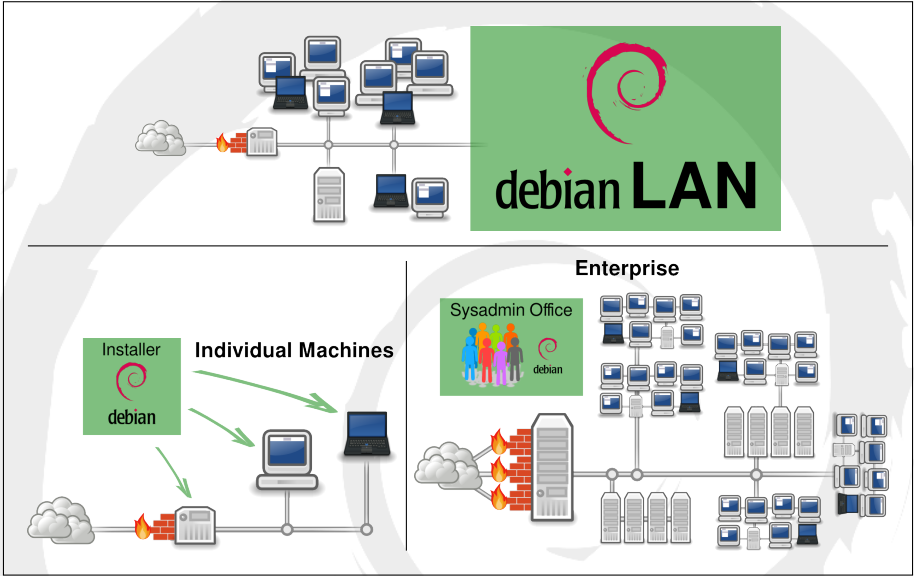 debian LAN
Enterprise
Sysadmin Office
debian
Installer
Individual Machines
debian